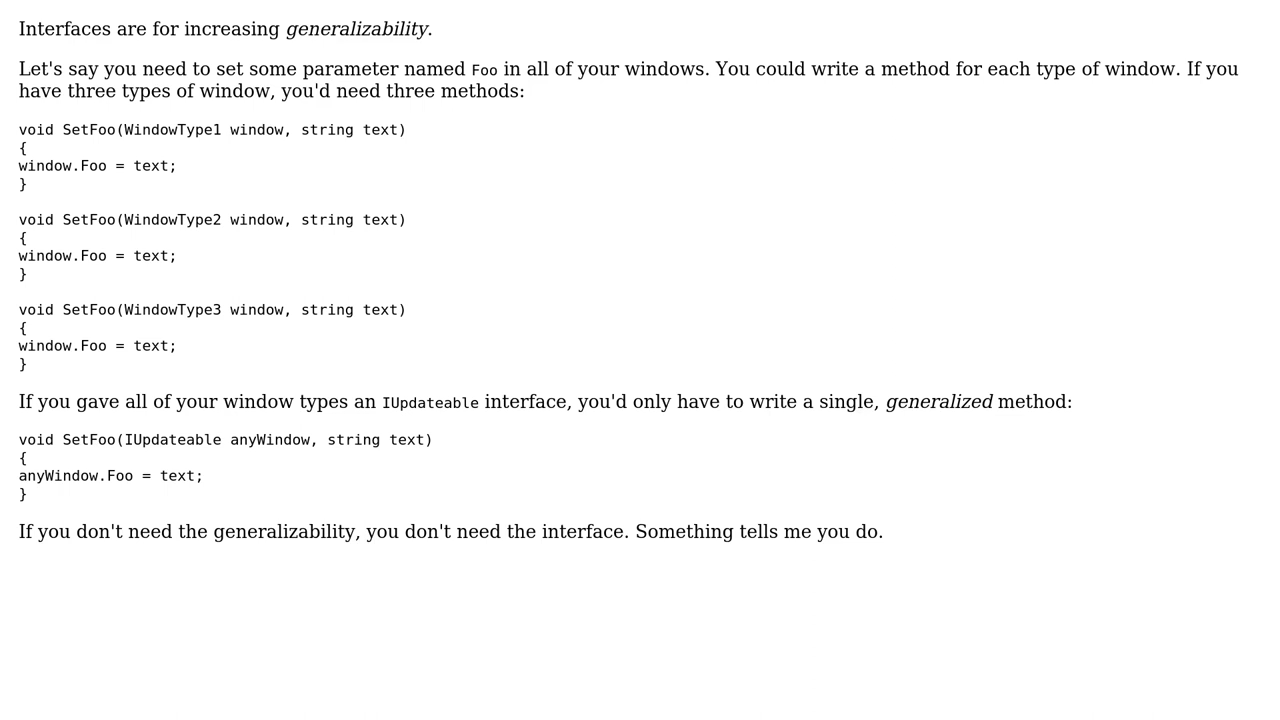 Interfaces are for increasing generalizability.
Let's say you need to set some parameter named Foo in all of your windows. You could write a method for each type of window. If you
have three types of window, you'd need three methods:
void SetFoo(WindowType1 window, string text)
{
window.Foo = text;
}
void SetFoo(WindowType2 window, string text)
{
window.Foo = text;
}
void SetFoo(WindowType3 window, string text)
{
window.Foo = text;
}
If you gave all of your window types an IUpdateable interface, you'd only have to write a single, generalized method:
void SetFoo(IUpdateable anyWindow, string text)
{
anyWindow.Foo = text;
}
If you don't need the generalizability, you don't need the interface. Something tells me you do.